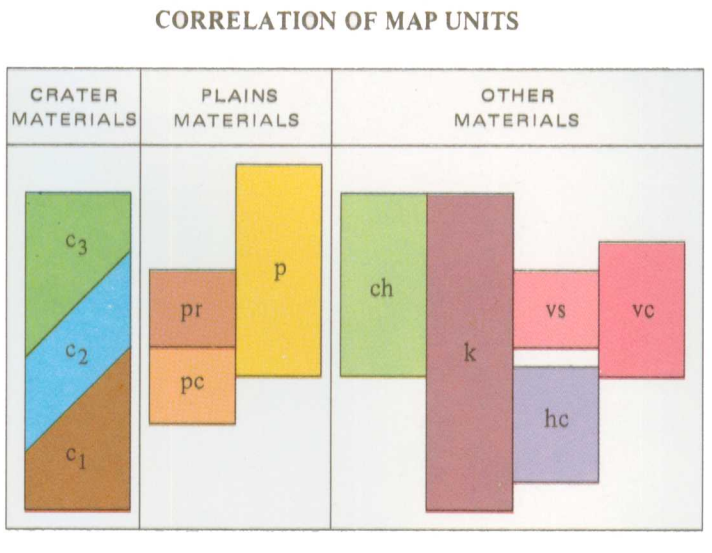 CORRELATION OF MAP UNITS
CRATER
MATERIALS
PLAINS
MATERIALS
OTHER
MATERIALS
c3
c2
c1
p
pr
pc
ch
k
vs
vc
hc